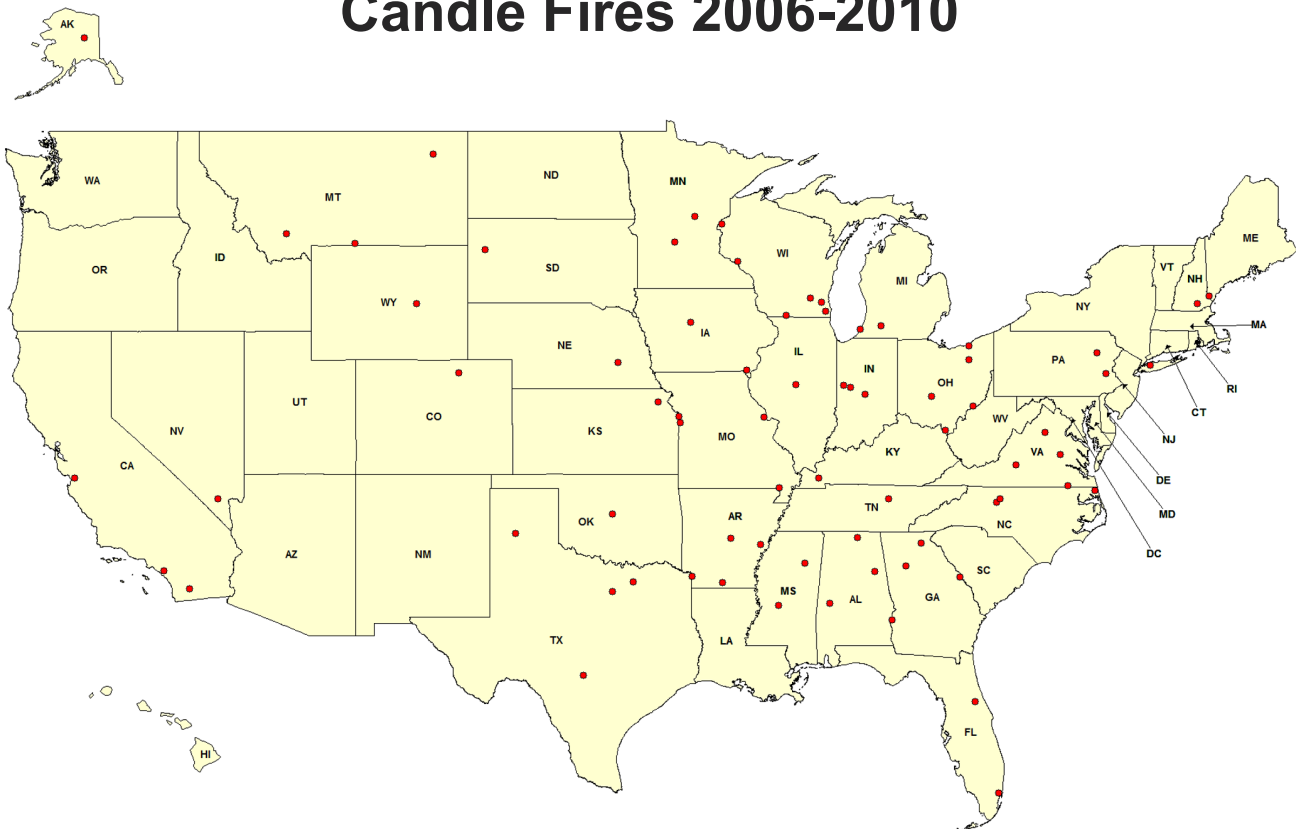 Candle Fires 2006-2010
AK
WA
MT
ND
MN
ME
VT
NH
OR
ID
SD
WI
MI
WY
NY
MA
IA
NE
IL
PA
IN
OH
RI
UT
CO
CT
WV
NV
KS
MO
NJ
KY
VA
CA
DE
TN
MD
AR
OK
NC
AZ
NM
DC
SC
MS
AL
GA
TX
LA
FL
HI